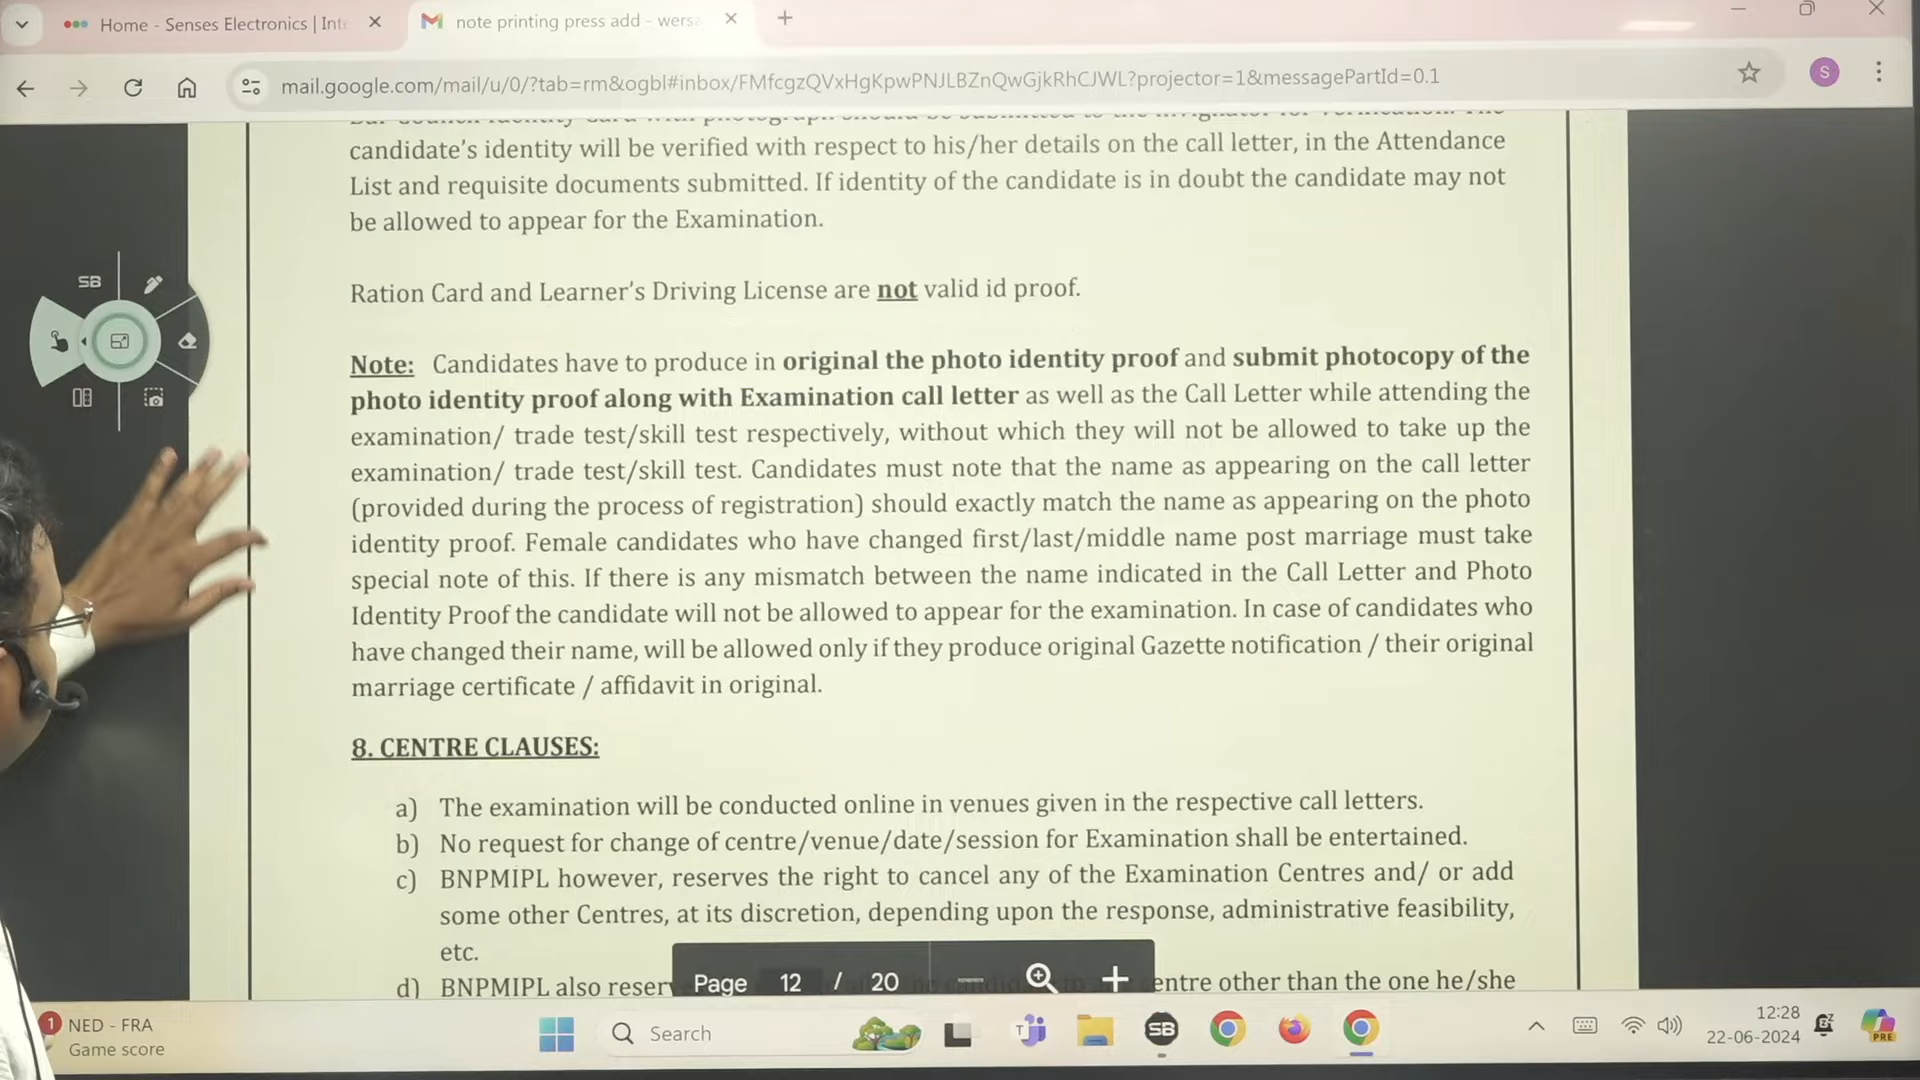 Home - Senses Electronics | Int
note printing press add - wersa
mail.google.com/mail/u/0/?tab=rm&ogbl#inbox/FMfcgzQVxHgKpwPNJLBZnQwGjkRhCJWL?projector=1&messagePartId=0.1
S
candidate's identity will be verified with respect to his/her details on the call letter, in the Attendance
List and requisite documents submitted. If identity of the candidate is in doubt the candidate may not
be allowed to appear for the Examination.
SB
Ration Card and Learner's Driving License are not valid id proof.
Note: Candidates have to produce in original the photo identity proof and submit photocopy of the
photo identity proof along with Examination call letter as well as the Call Letter while attending the
examination/ trade test/skill test respectively, without which they will not be allowed to take up the
examination/ trade test/skill test. Candidates must note that the name as appearing on the call letter
(provided during the process of registration) should exactly match the name as appearing on the photo
identity proof. Female candidates who have changed first/last/middle name post marriage must take
special note of this. If there is any mismatch between the name indicated in the Call Letter and Photo
Identity Proof the candidate will not be allowed to appear for the examination. In case of candidates who
have changed their name, will be allowed only if they produce original Gazette notification / their original
marriage certificate / affidavit in original.
8. CENTRE CLAUSES:
a) The examination will be conducted online in venues given in the respective call letters.
b) No request for change of centre/venue/date/session for Examination shall be entertained.
c) BNPMIPL however, reserves the right to cancel any of the Examination Centres and/ or add
some other Centres, at its discretion, depending upon the response, administrative feasibility,
etc.
d) BNPMIPL also reserv entre other than the one he/she
Page 12 / 20
1
NED - FRA
Game score
Search
SB
12:28
22-06-2024
PRE